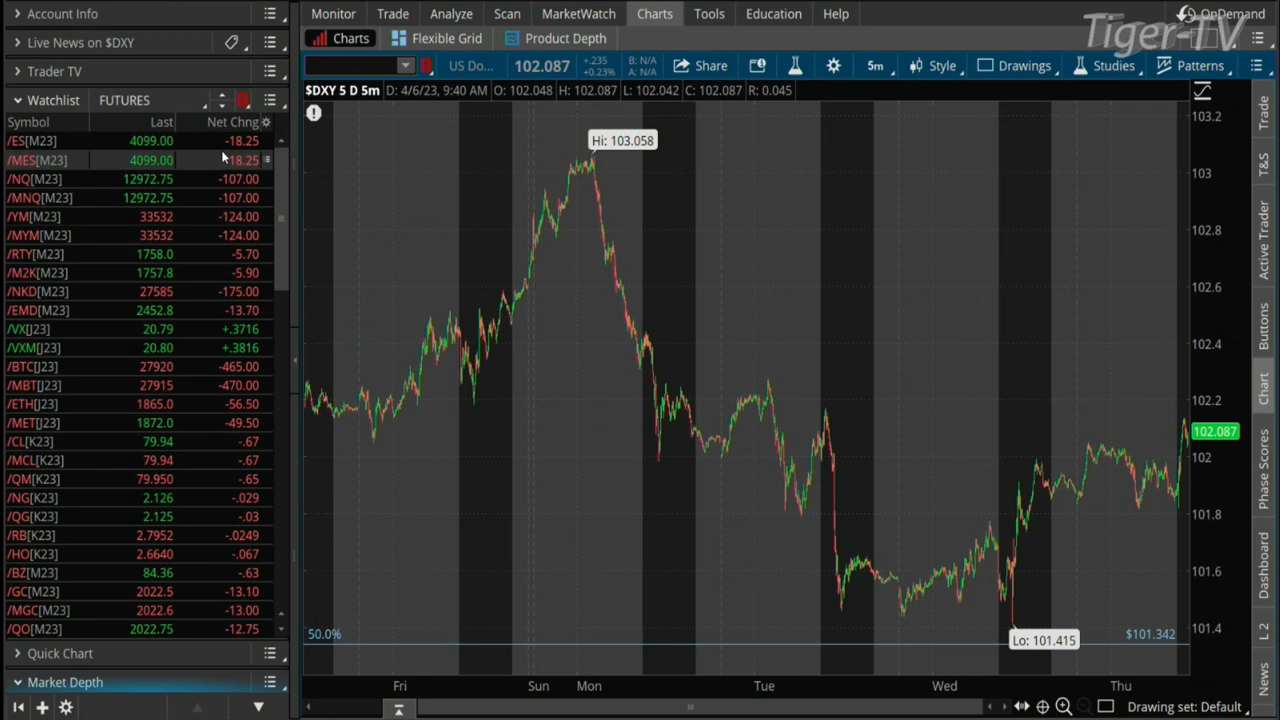 Account Info
Monitor Trade Analyze Scan MarketWatch Charts Tools Education Help
OnDemand
Tiger-TV
Live News on $DXY
Charts Flexible Grid Product Depth
Trader TV
US Do... 102.087 +.235 +0.23% B: N/A A: N/A Share 5m Style Drawings Studies Patterns
Watchlist FUTURES
$DXY 5 D 5m D: 4/6/23, 9:40 AM O: 102.048 H: 102.087 L: 102.042 C: 102.087 R: 0.045
Symbol Last Net Chng
/ES[M23] 4099.00 -18.25
/MES[M23] 4099.00 -18.25
/NQ[M23] 12972.75 -107.00
/MNQ[M23] 12972.75 -107.00
/YM[M23] 33532 -124.00
/MYM[M23] 33532 -124.00
/RTY[M23] 1758.0 -5.70
/M2K[M23] 1757.8 -5.90
/NKD[M23] 27585 -175.00
/EMD[M23] 2452.8 -13.70
/VX[J23] 20.79 +.3716
/VXM[J23] 20.80 +.3816
/BTC[J23] 27920 -465.00
/MBT[J23] 27915 -470.00
/ETH[J23] 1865.0 -56.50
/MET[J23] 1872.0 -49.50
/CL[K23] 79.94 -.67
/MCL[K23] 79.94 -.67
/QM[K23] 79.950 -.65
/NG[K23] 2.126 -.029
/QG[K23] 2.125 -.03
/RB[K23] 2.7952 -.0249
/HO[K23] 2.6640 -.067
/BZ[M23] 84.36 -.63
/GC[M23] 2022.5 -13.10
/MGC[M23] 2022.6 -13.00
/QO[M23] 2022.75 -12.75
Quick Chart
Market Depth
Hi: 103.058
Lo: 101.415
50.0%
$101.342
103.2
103
102.8
102.6
102.4
102.2
102.087
102
101.8
101.6
101.4
Fri Sun Mon Tue Wed Thu
Drawing set: Default
Trade
T&S
Active Trader
Buttons
Chart
Phase Scores
Dashboard
L 2
News